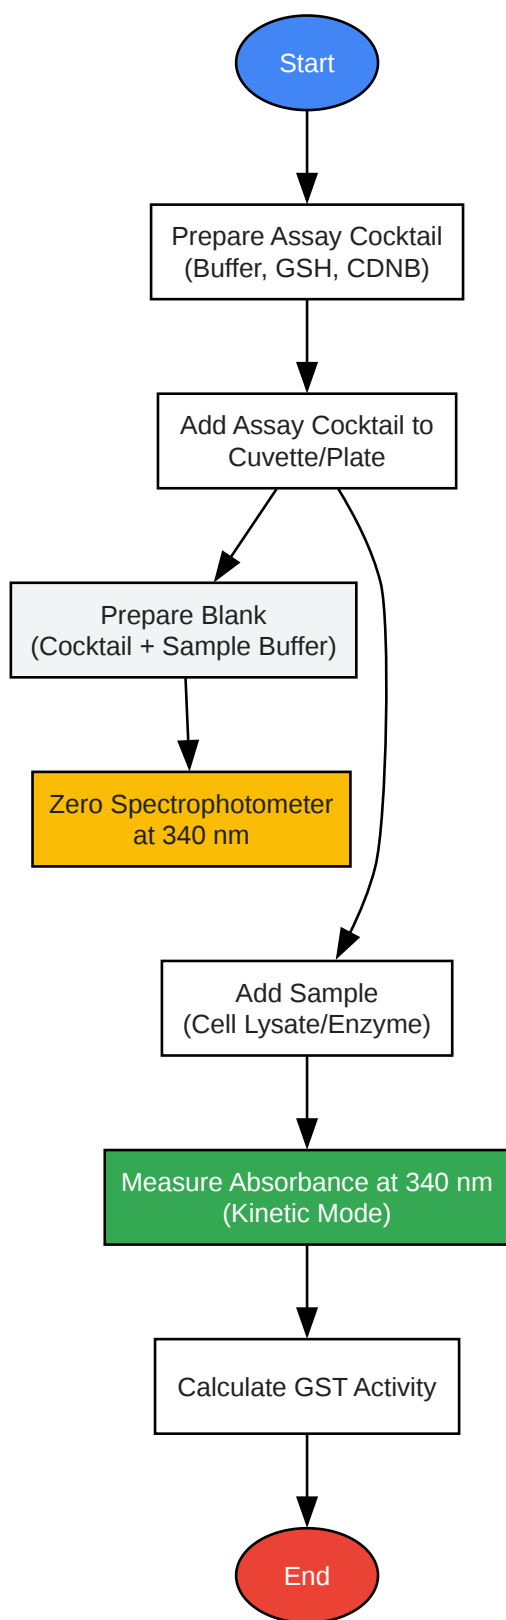 Start
Prepare Assay Cocktail
(Buffer, GSH, CDNB)
Add Assay Cocktail to
Cuvette/Plate
Prepare Blank
(Cocktail + Sample Buffer)
Zero Spectrophotometer
at 340 nm
Add Sample
(Cell Lysate/Enzyme)
Measure Absorbance at 340 nm
(Kinetic Mode)
Calculate GST Activity
End